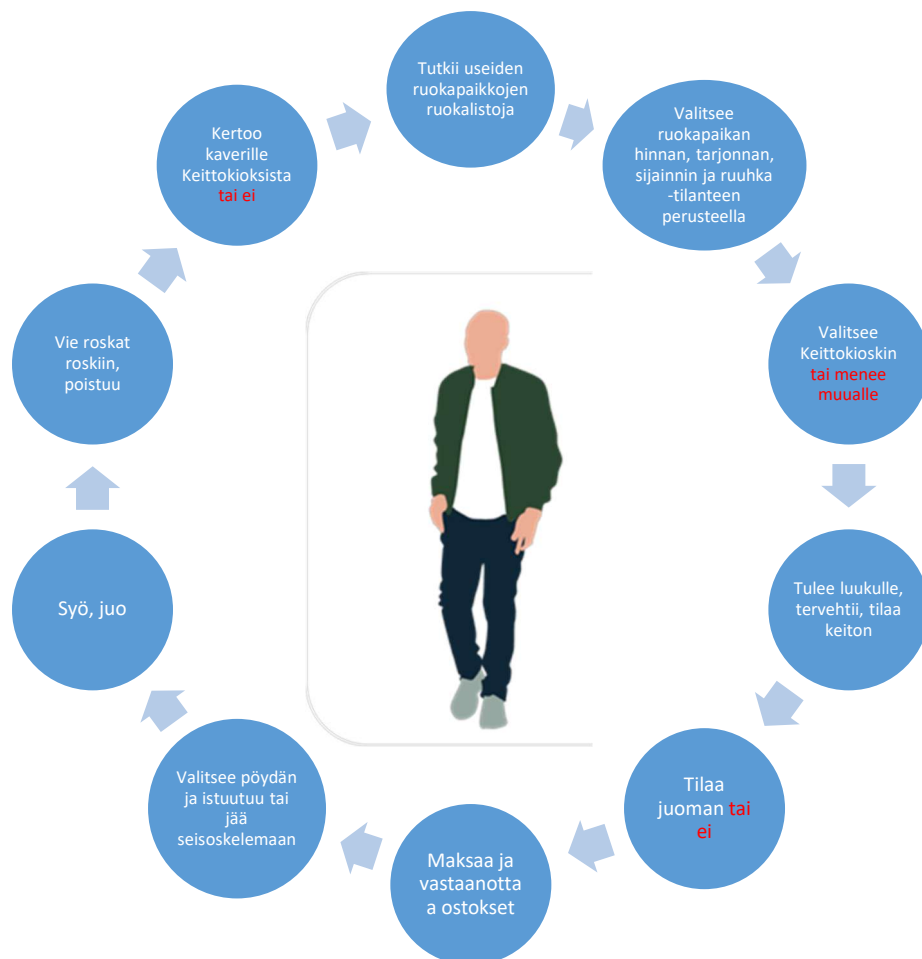 Tutkii useiden
ruokapaikkojen
ruokalistoja
Valitsee
ruokapaikan
hinnan, tarjonnan,
sijainnin ja ruuhka
-tilanteen
perusteella
Valitsee
Keittokioskin
tai menee
muualle
Tulee luukulle,
tervehtii, tilaa
keiton
Tilaa
juoman tai
ei
Maksaa ja
vastaanotta
a ostokset
Valitsee pöydän
ja istuutuu tai
jää
seisoskelemaan
Syö, juo
Vie roskat
roskiin,
poistuu
Kertoo
kaverille
Keittokioksista
tai ei